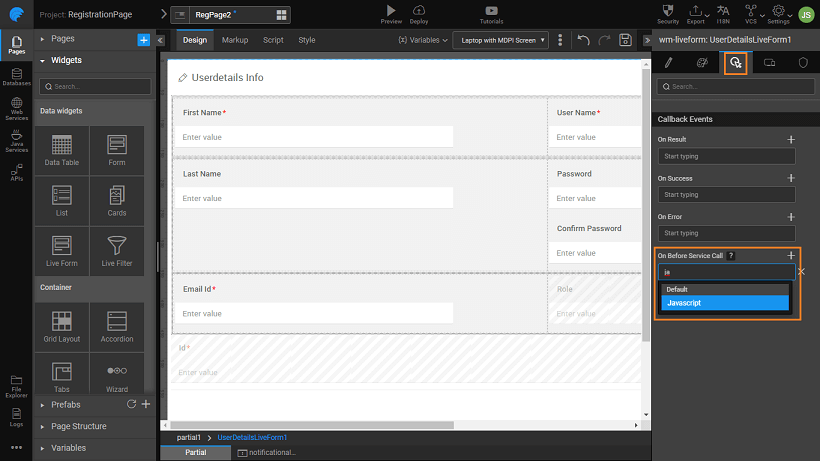 Project: RegistrationPage
RegPage2 *
Preview
Deploy
Tutorials
Security
Export
I18N
VCS
Settings
JS
Pages
Databases
Web
Services
Java
Services
APIs
File
Explorer
Logs
Pages
Widgets
Search...
Data widgets
Data Table
Form
List
Cards
Live Form
Live Filter
Container
Grid Layout
Accordion
Tabs
Wizard
Prefabs
Page Structure
Variables
Design
Markup
Script
Style
(x) Variables
Laptop with MDPI Screen
Userdetails Info
First Name*
Enter value
User Name*
Enter value
Last Name
Enter value
Password
Enter value
Confirm Password
Enter value
Email Id*
Enter value
Role
Enter value
Id*
Enter value
partial1 > UserDetailsLiveForm1
Partial
notificational...
wm-liveform: UserDetailsLiveForm1
Search...
Callback Events
On Result
Start typing
On Success
Start typing
On Error
Start typing
On Before Service Call ?
ja
Default
Javascript